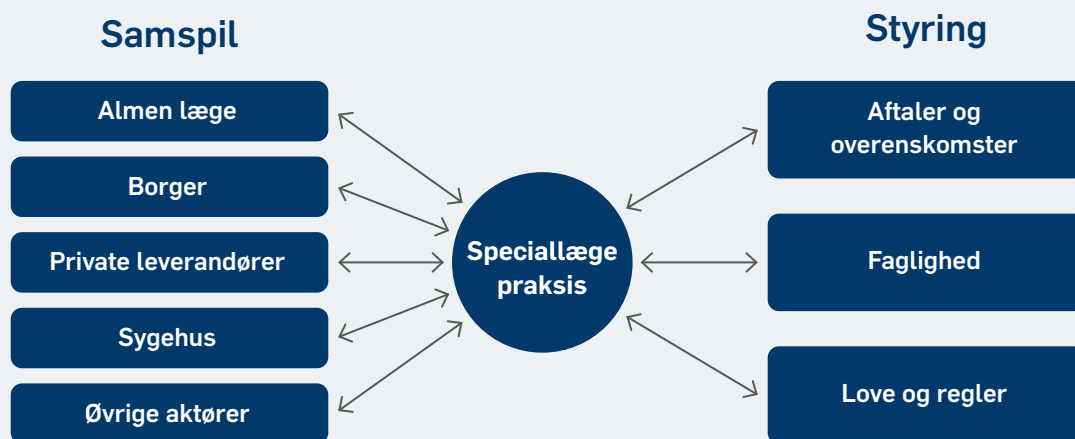 Samspil
Almen læge
Borger
Private leverandører
Sygehus
Øvrige aktører
Speciallæge
praksis
Styring
Aftaler og
overenskomster
Faglighed
Love og regler